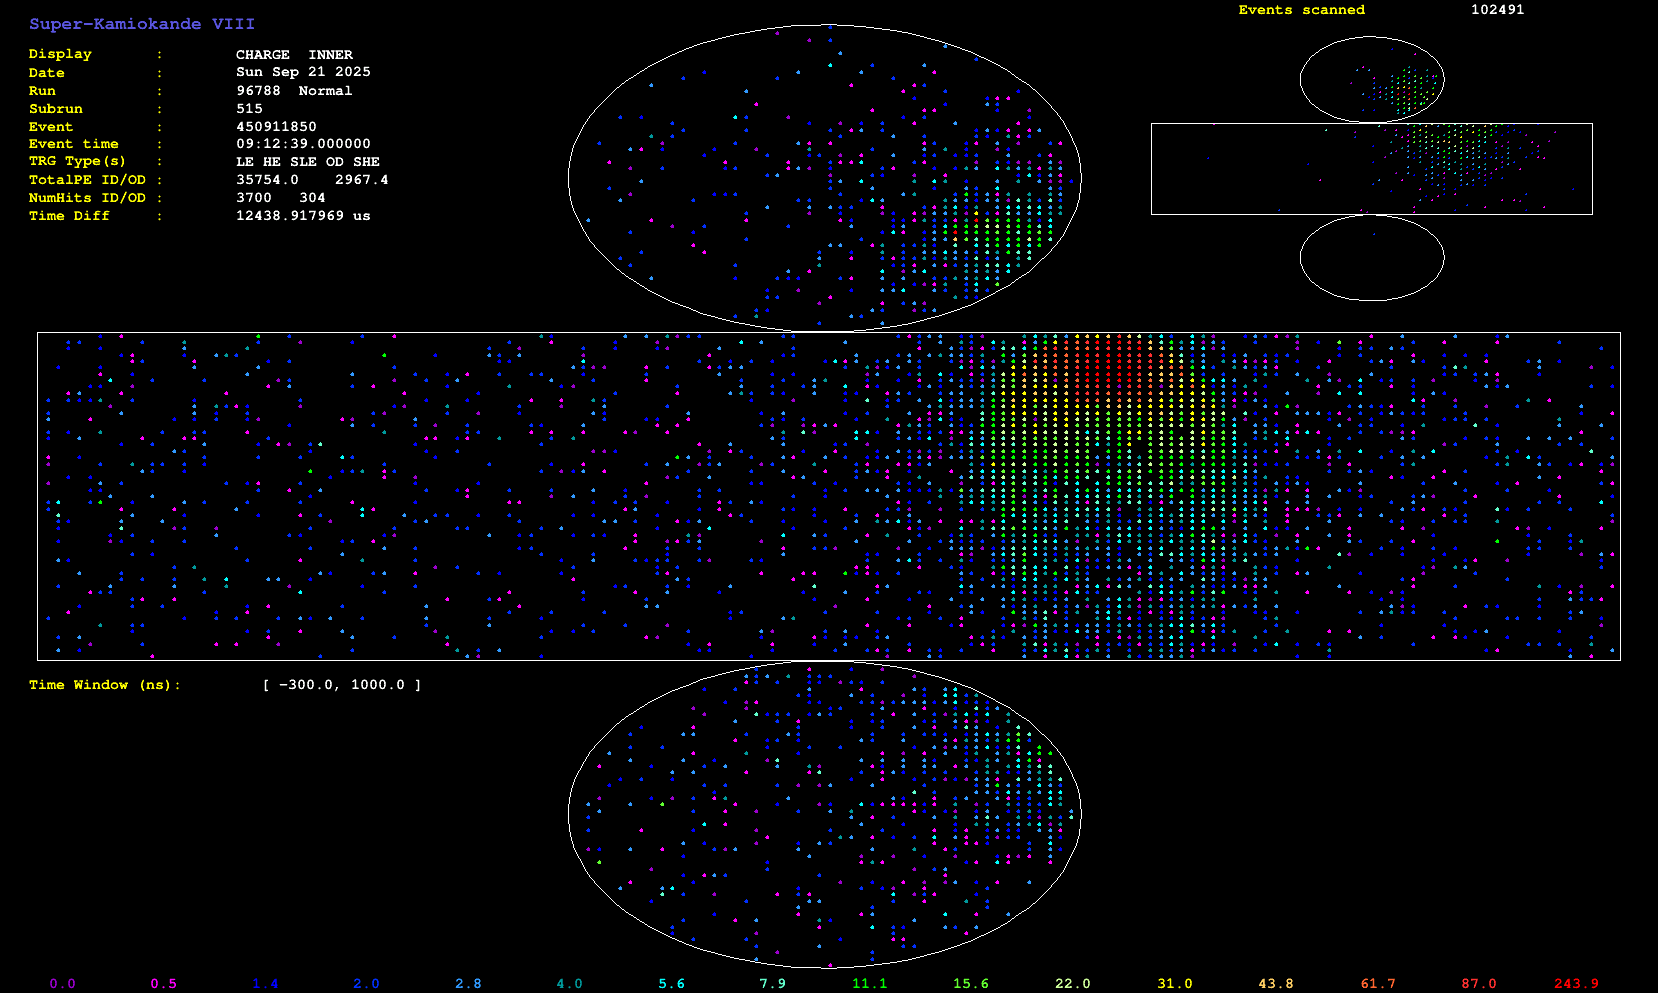 Super-Kamiokande VIII
Events scanned 102491
Display : CHARGE INNER
Date : Sun Sep 21 2025
Run : 96788 Normal
Subrun : 515
Event : 450911850
Event time : 09:12:39.000000
TRG Type(s) : LE HE SLE OD SHE
TotalPE ID/OD : 35754.0 2967.4
NumHits ID/OD : 3700 304
Time Diff : 12438.917969 us
Time Window (ns): [ -300.0, 1000.0 ]
0.0 0.5 1.4 2.0 2.8 4.0 5.6 7.9 11.1 15.6 22.0 31.0 43.8 61.7 87.0 243.9